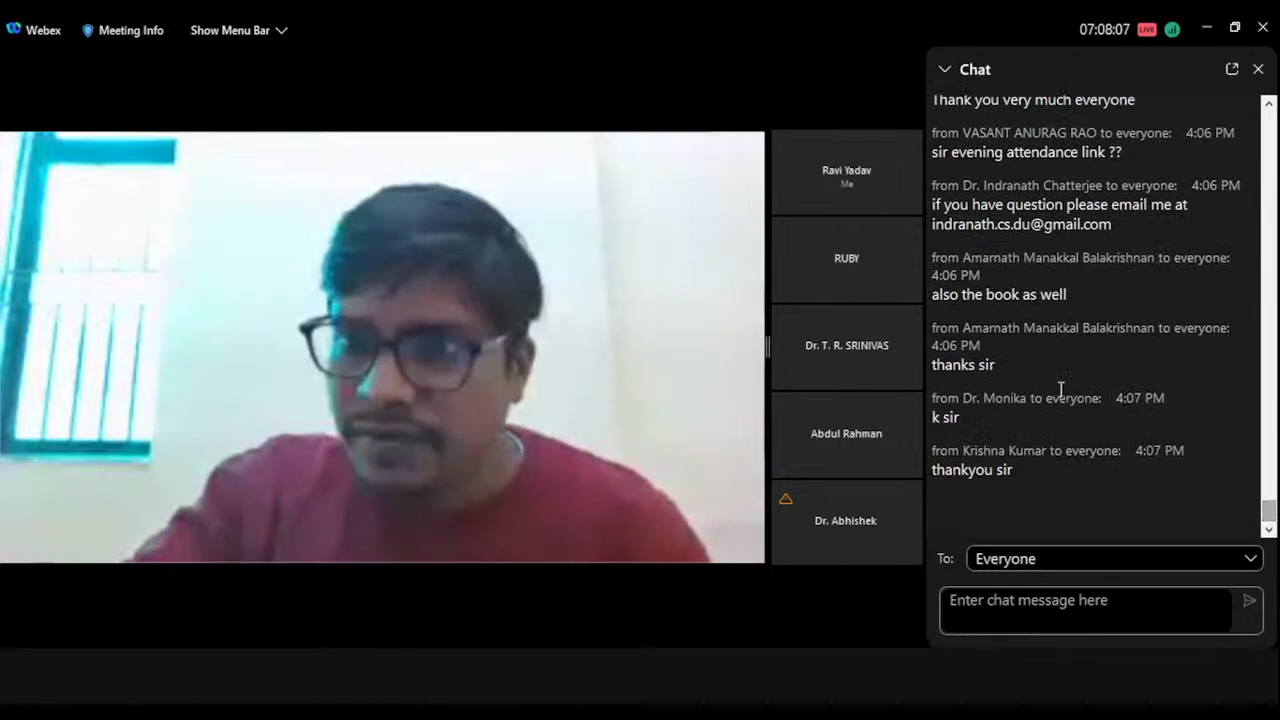 Webex Meeting Info Show Menu Bar 07:08:07 LIVE
Chat
Thank you very much everyone
from VASANT ANURAG RAO to everyone: 4:06 PM
sir evening attendance link ??
from Dr. Indranath Chatterjee to everyone: 4:06 PM
if you have question please email me at
indranath.cs.du@gmail.com
from Amarnath Manakkal Balakrishnan to everyone:
4:06 PM
also the book as well
from Amarnath Manakkal Balakrishnan to everyone:
4:06 PM
thanks sir
from Dr. Monika to everyone: 4:07 PM
k sir
from Krishna Kumar to everyone: 4:07 PM
thankyou sir
To: Everyone
Enter chat message here
Ravi Yadav
Me
RUBY
Dr. T. R. SRINIVAS
Abdul Rahman
Dr. Abhishek